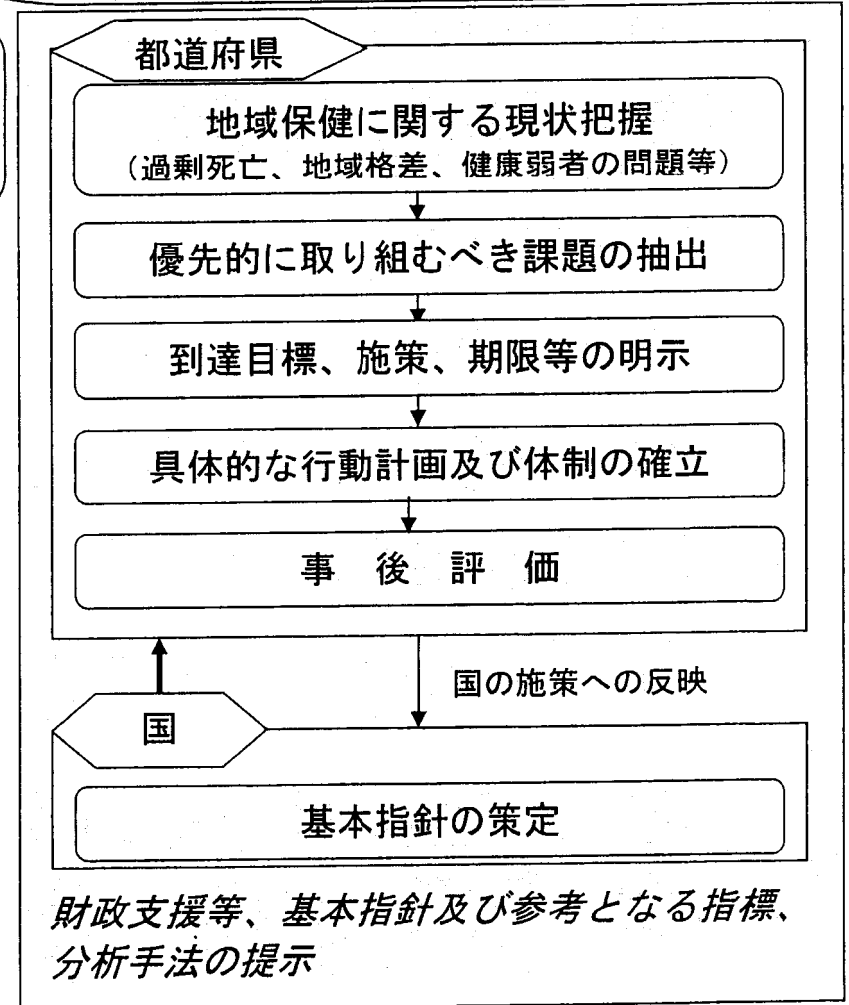 都道府県
地域保健に関する現状把握
（過剰死亡、地域格差、健康弱者の問題等）
優先的に取り組むべき課題の抽出
到達目標、施策、期限等の明示
具体的な行動計画及び体制の確立
事後評価
国の施策への反映
国
基本指針の策定
財政支援等、基本指針及び参考となる指標、
分析手法の提示